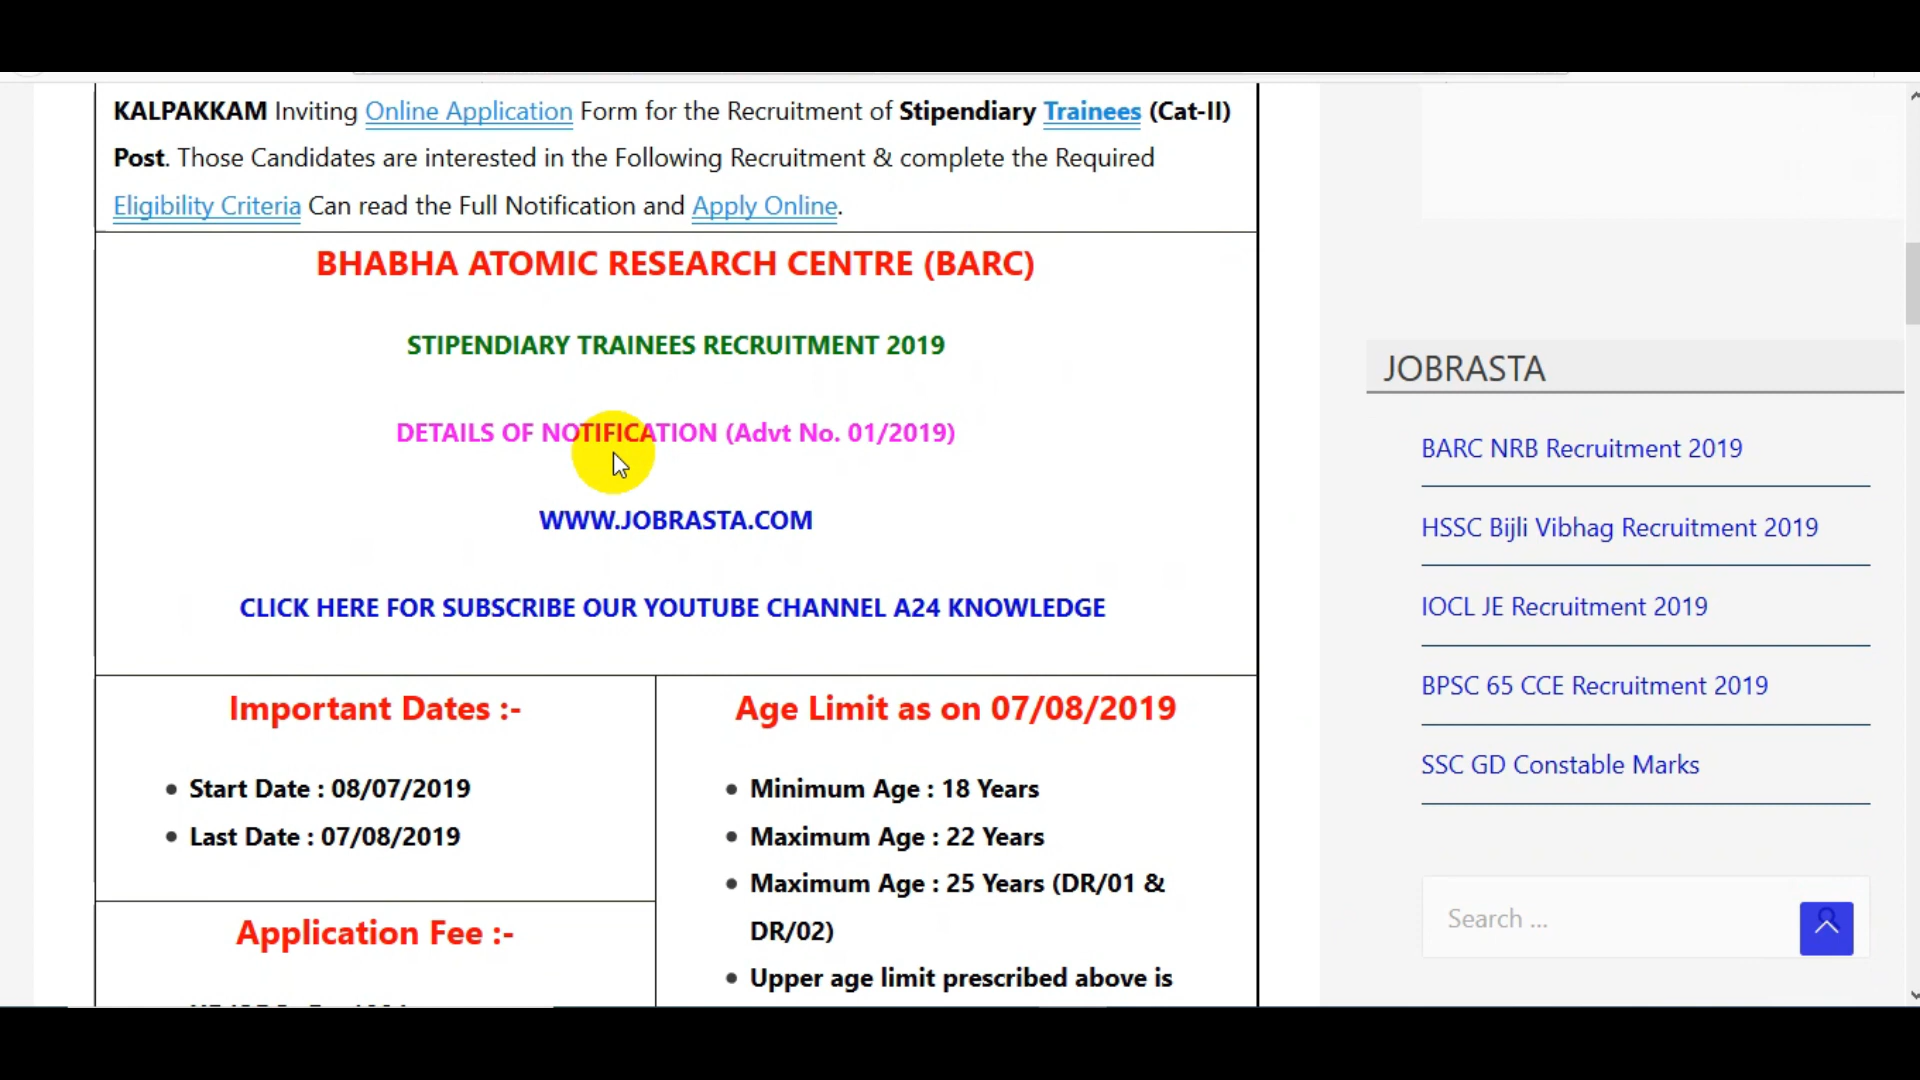 KALPAKKAM Inviting Online Application Form for the Recruitment of Stipendiary Trainees (Cat-II)
Post. Those Candidates are interested in the Following Recruitment & complete the Required
Eligibility Criteria Can read the Full Notification and Apply Online.
BHABHA ATOMIC RESEARCH CENTRE (BARC)
STIPENDIARY TRAINEES RECRUITMENT 2019
DETAILS OF NOTIFICATION (Advt No. 01/2019)
WWW.JOBRASTA.COM
CLICK HERE FOR SUBSCRIBE OUR YOUTUBE CHANNEL A24 KNOWLEDGE
Important Dates :-
Start Date : 08/07/2019
Last Date : 07/08/2019
Application Fee :-
Age Limit as on 07/08/2019
Minimum Age : 18 Years
Maximum Age : 22 Years
Maximum Age : 25 Years (DR/01 &
DR/02)
Upper age limit prescribed above is
JOBRASTA
BARC NRB Recruitment 2019
HSSC Bijli Vibhag Recruitment 2019
IOCL JE Recruitment 2019
BPSC 65 CCE Recruitment 2019
SSC GD Constable Marks
Search ...